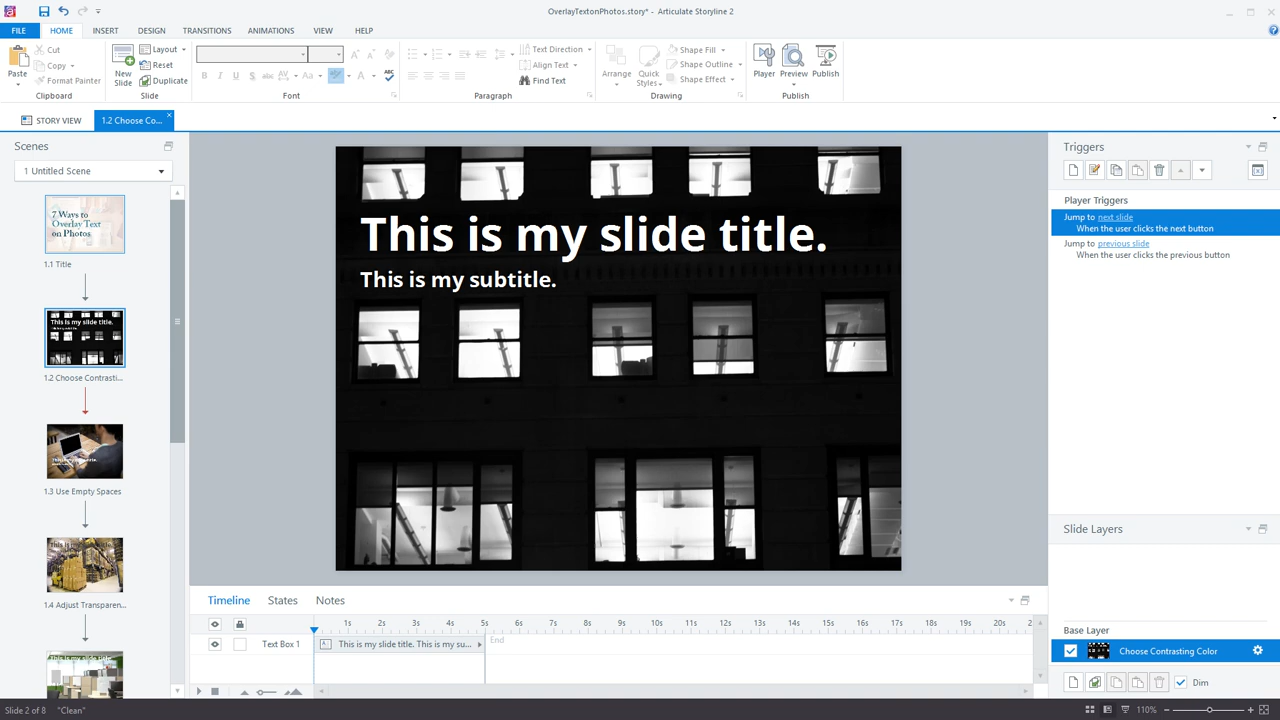 OverlayTextonPhotos.story* - Articulate Storyline 2
FILE HOME INSERT DESIGN TRANSITIONS ANIMATIONS VIEW HELP
Paste
Cut
Copy
Format Painter
Clipboard
New Slide
Layout
Reset
Duplicate
Slide
Font
Text Direction
Align Text
Find Text
Paragraph
Arrange
Quick Styles
Shape Fill
Shape Outline
Shape Effect
Drawing
Player
Preview
Publish
Publish
STORY VIEW
1.2 Choose Co...
Scenes
1 Untitled Scene
7 Ways to
Overlay Text
on Photos
1.1 Title
This is my slide title.
1.2 Choose Contrasti...
1.3 Use Empty Spaces
1.4 Adjust Transparen...
This is my slide title.
This is my slide title.
This is my subtitle.
Timeline States Notes
1s 2s 3s 4s 5s 6s 7s 8s 9s 10s 11s 12s 13s 14s 15s 16s 17s 18s 19s 20s 2
End
Text Box 1
This is my slide title. This is my su...
Triggers
Player Triggers
Jump to next slide
When the user clicks the next button
Jump to previous slide
When the user clicks the previous button
Slide Layers
Base Layer
Choose Contrasting Color
Dim
Slide 2 of 8 "Clean"
110%